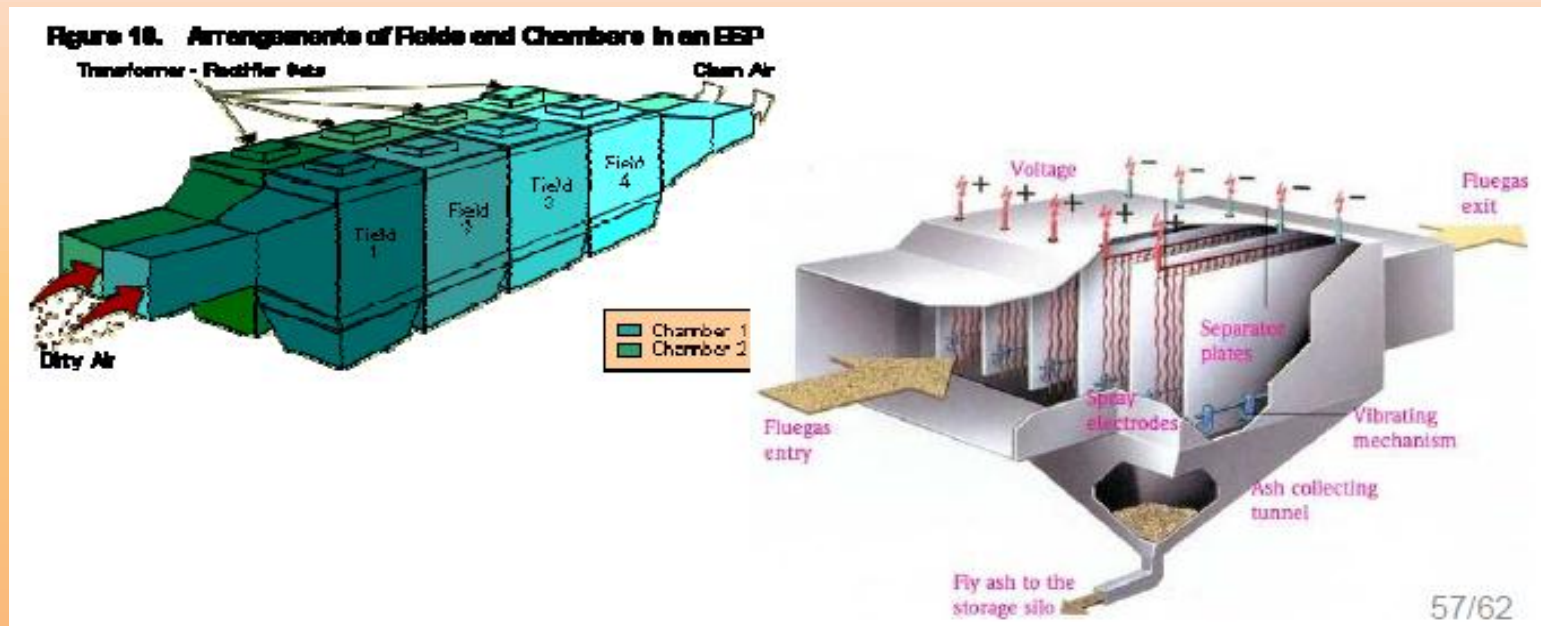 Figure 10. Arrangements of Fields and Chambers in an ESP
Transformer - Rectifier Sets
Clean Air
Field
1
Field
2
Field
3
Field
4
Dirty Air
Chamber 1
Chamber 2
Voltage
+
+
+
+
+
−
−
−
−
−
Fluegas
exit
Separator
plates
Spray
electrodes
Vibrating
mechanism
Fluegas
entry
Ash collecting
tunnel
Fly ash to the
storage silo
57/62